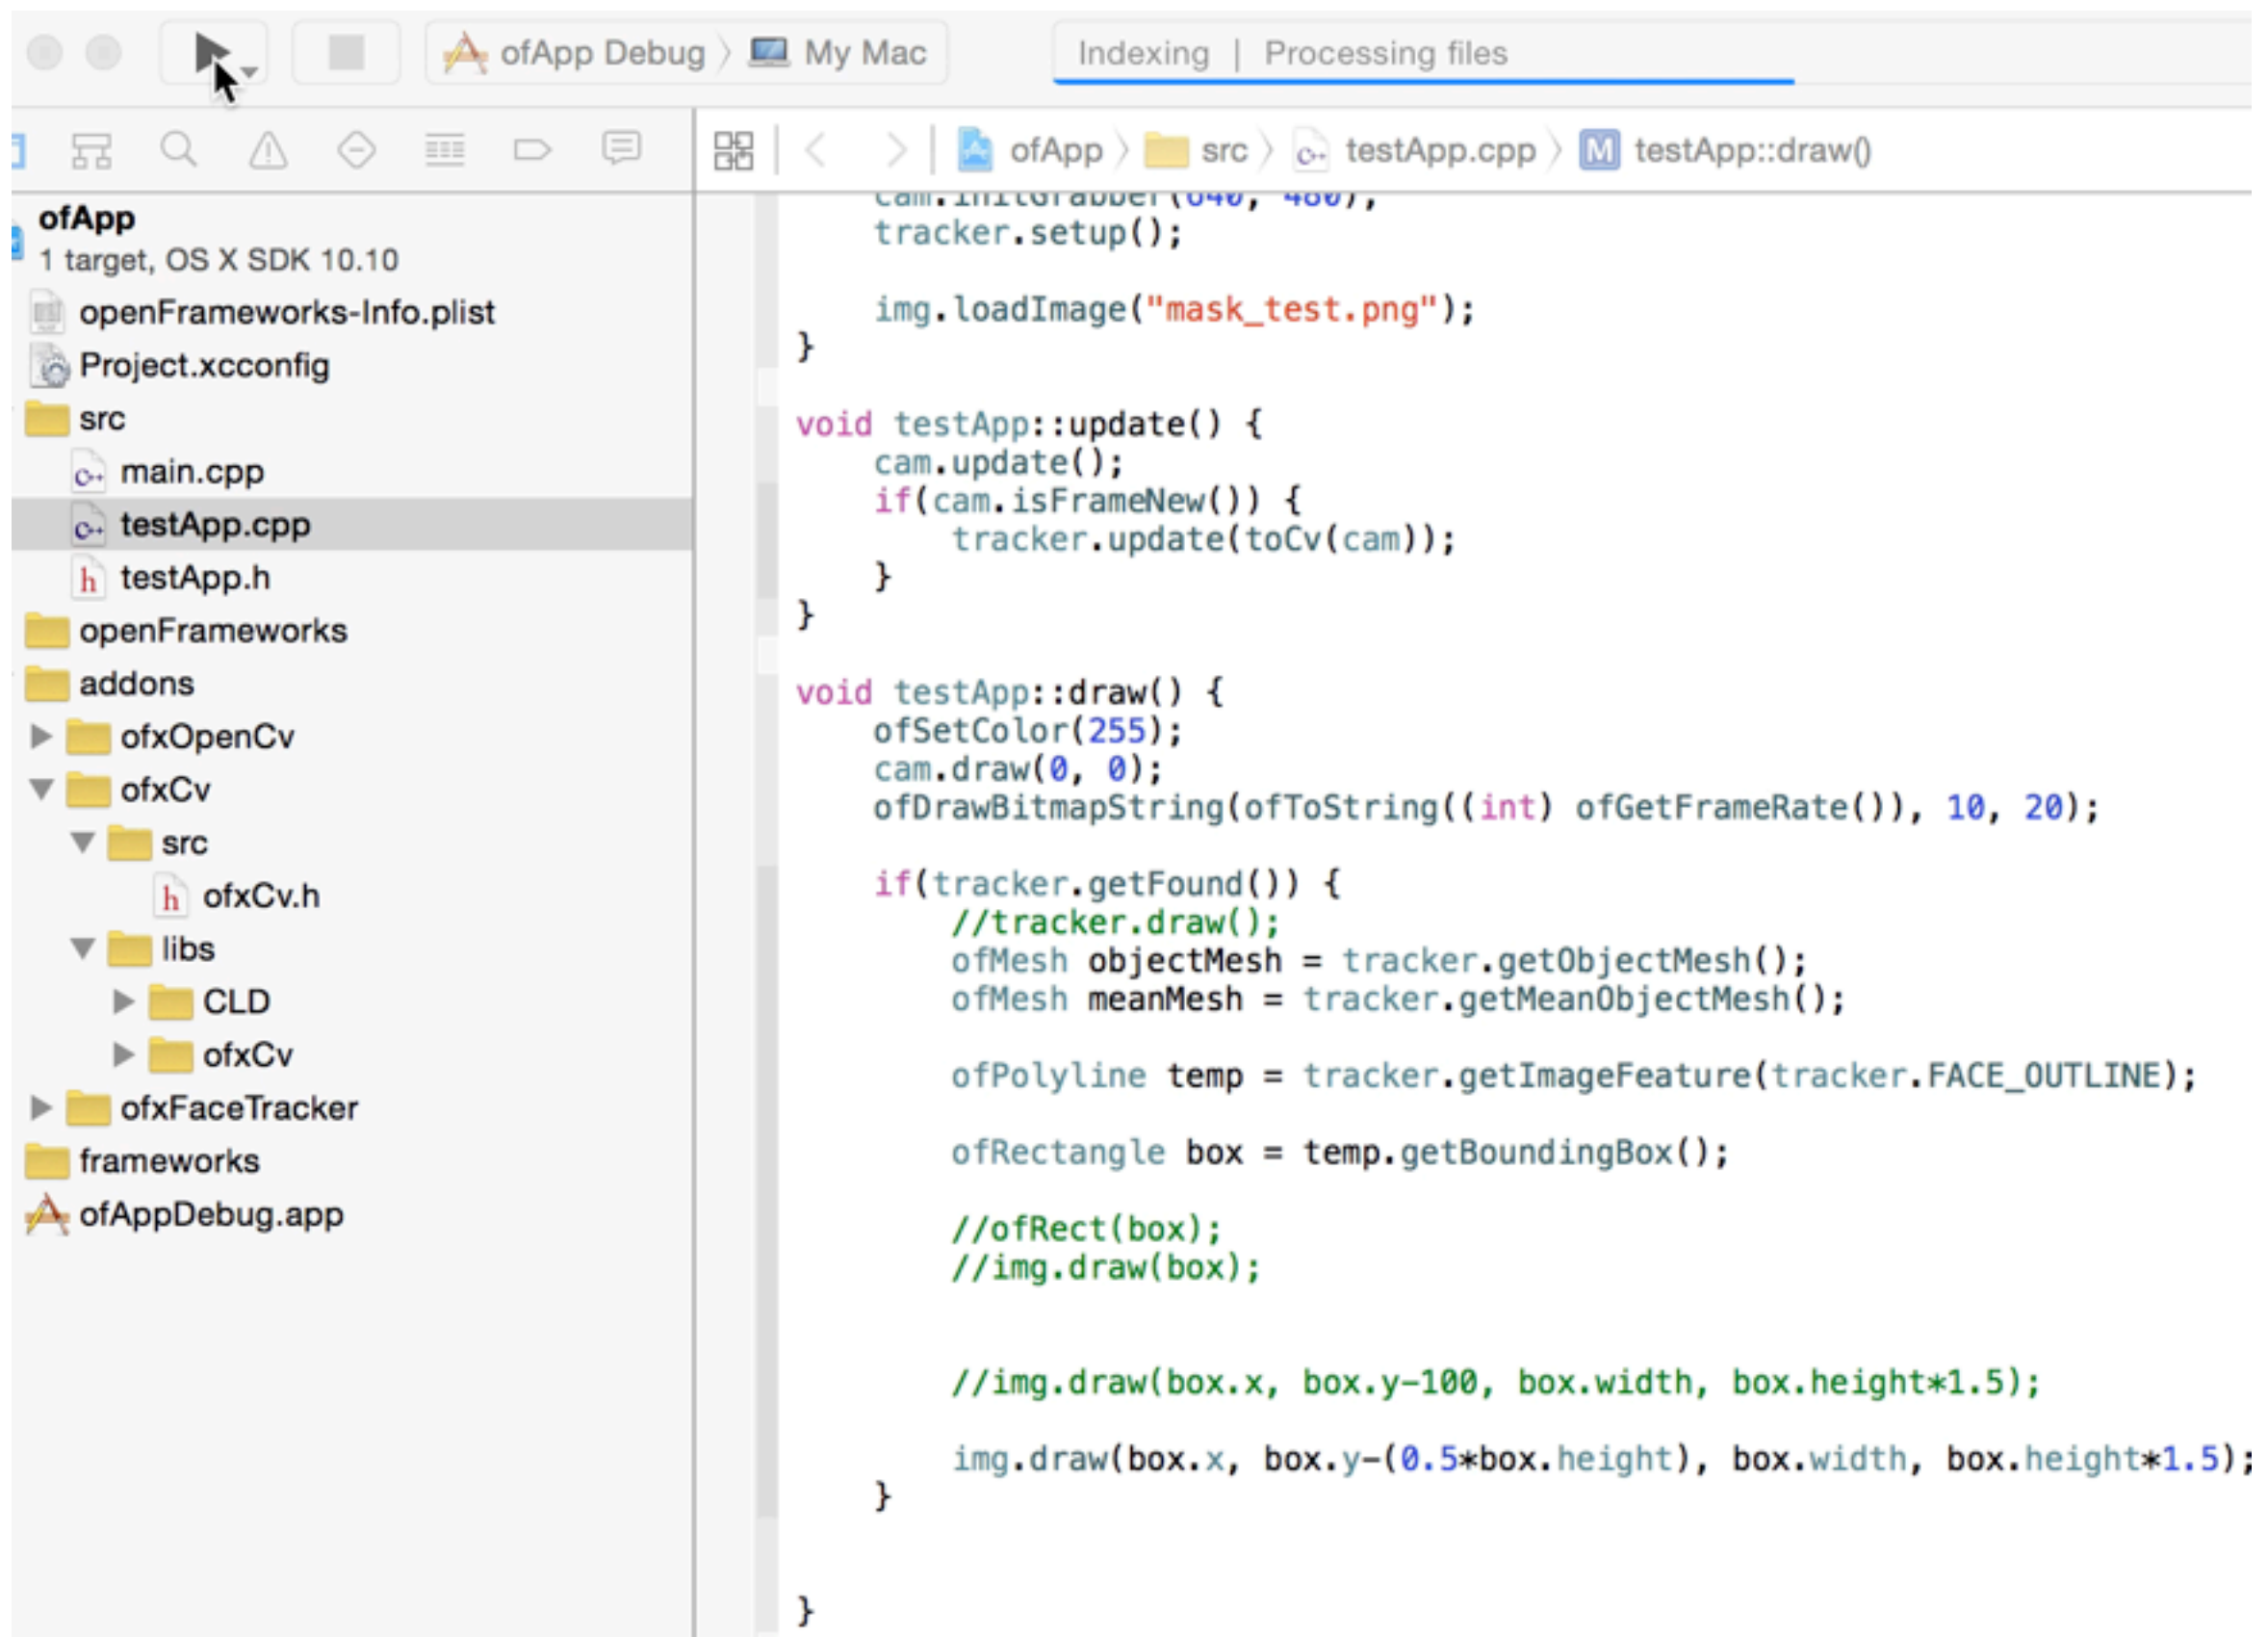 ofApp Debug My Mac
Indexing | Processing files
ofApp src testApp.cpp M testApp::draw()
ofApp
1 target, OS X SDK 10.10
openFrameworks-Info.plist
Project.xcconfig
src
c++ main.cpp
c++ testApp.cpp
h testApp.h
openFrameworks
addons
ofxOpenCv
ofxCv
src
h ofxCv.h
libs
CLD
ofxCv
ofxFaceTracker
frameworks
ofAppDebug.app
cam.initGrabber(640, 480);
tracker.setup();
img.loadImage("mask_test.png");
}
void testApp::update() {
cam.update();
if(cam.isFrameNew()) {
tracker.update(toCv(cam));
}
}
void testApp::draw() {
ofSetColor(255);
cam.draw(0, 0);
ofDrawBitmapString(ofToString((int) ofGetFrameRate()), 10, 20);
if(tracker.getFound()) {
//tracker.draw();
ofMesh objectMesh = tracker.getObjectMesh();
ofMesh meanMesh = tracker.getMeanObjectMesh();
ofPolyline temp = tracker.getImageFeature(tracker.FACE_OUTLINE);
ofRectangle box = temp.getBoundingBox();
//ofRect(box);
//img.draw(box);
//img.draw(box.x, box.y-100, box.width, box.height*1.5);
img.draw(box.x, box.y-(0.5*box.height), box.width, box.height*1.5);
}
}